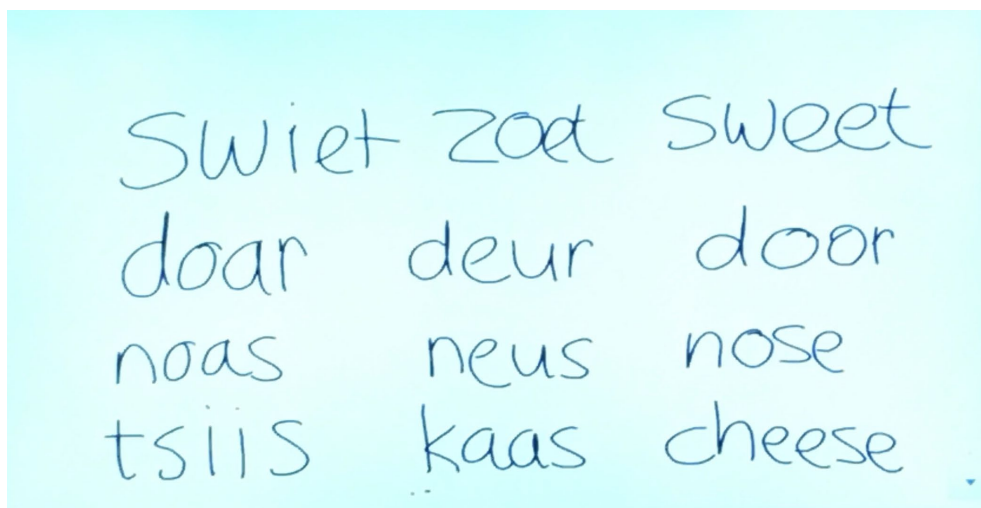 swiet zoet sweet
doar deur door
noas neus nose
tsiis kaas cheese